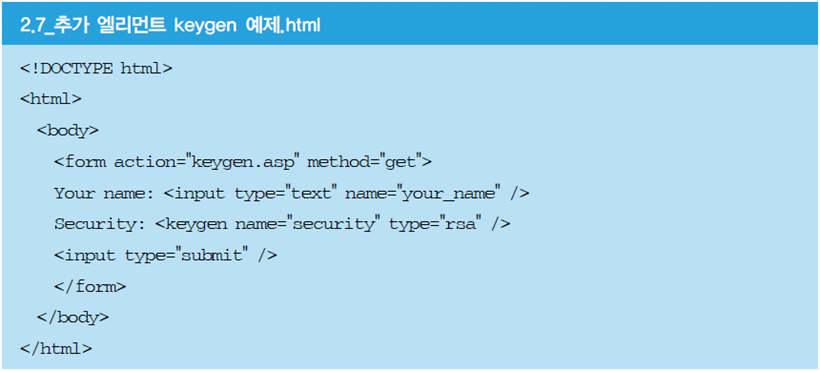 2.7_추가 엘리먼트 keygen 예제.html
<!DOCTYPE html>
<html>
<body>
<form action="keygen.asp" method="get">
Your name: <input type="text" name="your_name" />
Security: <keygen name="security" type="rsa" />
<input type="submit" />
</form>
</body>
</html>